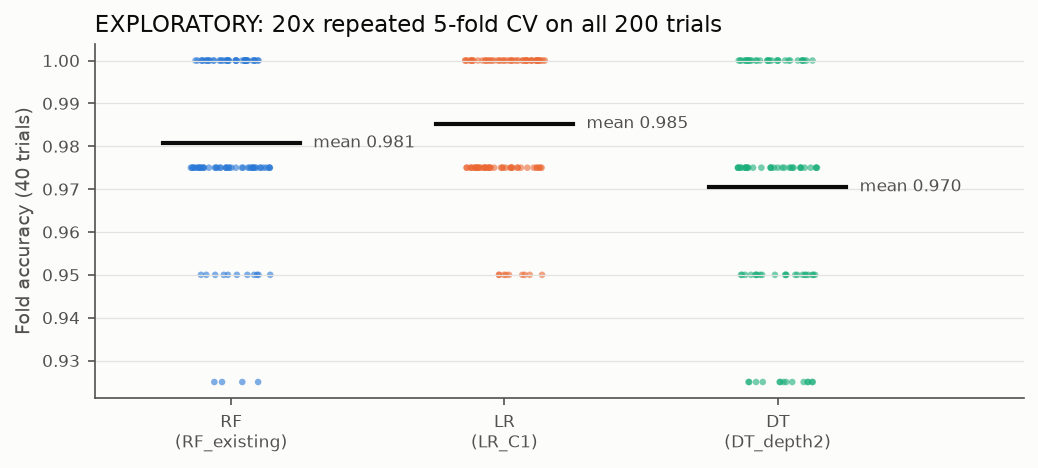 EXPLORATORY: 20x repeated 5-fold CV on all 200 trials
Fold accuracy (40 trials)
1.00
0.99
0.98
0.97
0.96
0.95
0.94
0.93
mean 0.981
mean 0.985
mean 0.970
RF
(RF_existing)
LR
(LR_C1)
DT
(DT_depth2)